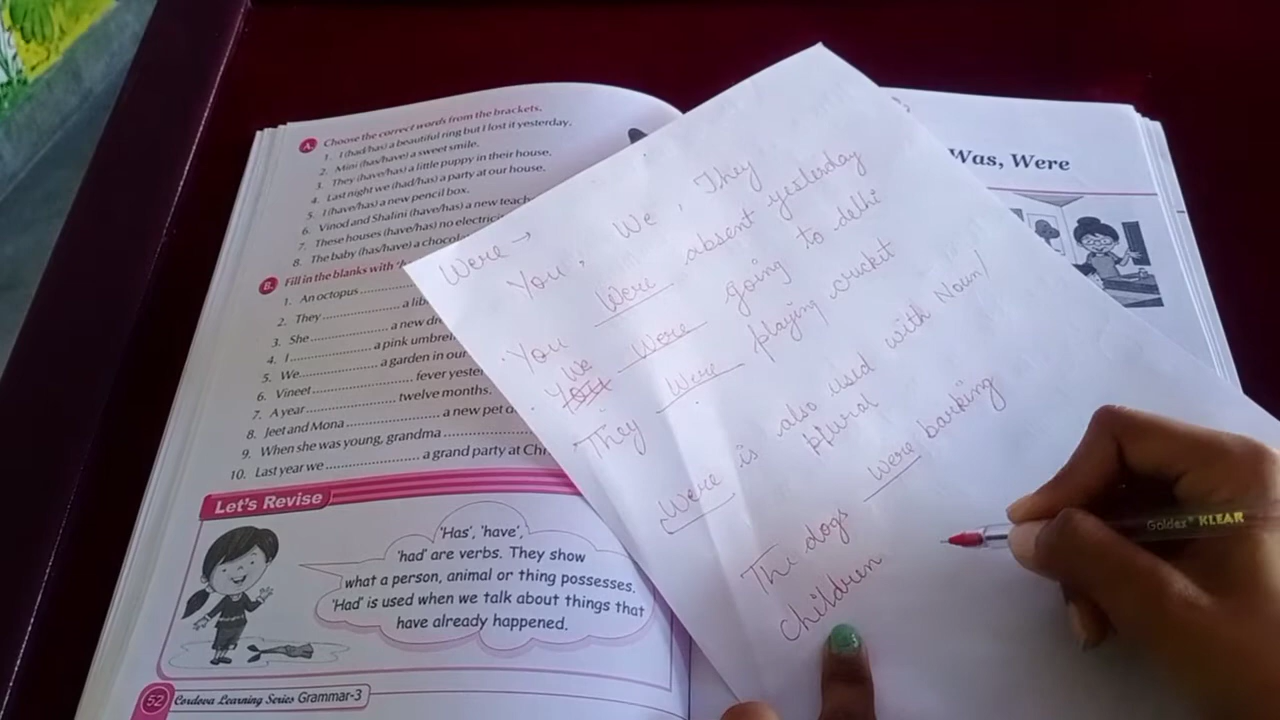 A. Choose the correct words from the brackets.
1. I (had/has) a beautiful ring but I lost it yesterday.
2. Mini (has/have) a sweet smile.
3. They (have/has) a little puppy in their house.
4. Last night we (had/has) a party at our house.
5. I (have/has) a new pencil box.
6. Vinod and Shalini (have/has) a new
7. These houses (have/has) no
8. The baby (has/have) a
B. Fill in the blanks with
1. An octopus
2. They .................... a
3. She .................... a new
4. I .................... a pink
5. We .................... a garden in our
6. Vineet .................... fever
7. A year .................... twelve months.
8. Jeet and Mona .................... a new pet
9. When she was young, grandma ....................
10. Last year we .................... a grand party at
Let's Revise
'Has', 'have',
'had' are verbs. They show
what a person, animal or thing possesses.
'Had' is used when we talk about things that
have already happened.
52 Cordova Learning Series Grammar-3
Was, Were
Were →
You, We, They
You Were absent yesterday
We Were going to delhi
They Were playing cricket
Were is also used with Noun/
plural
The dogs Were barking
children
Goldex KLEAR